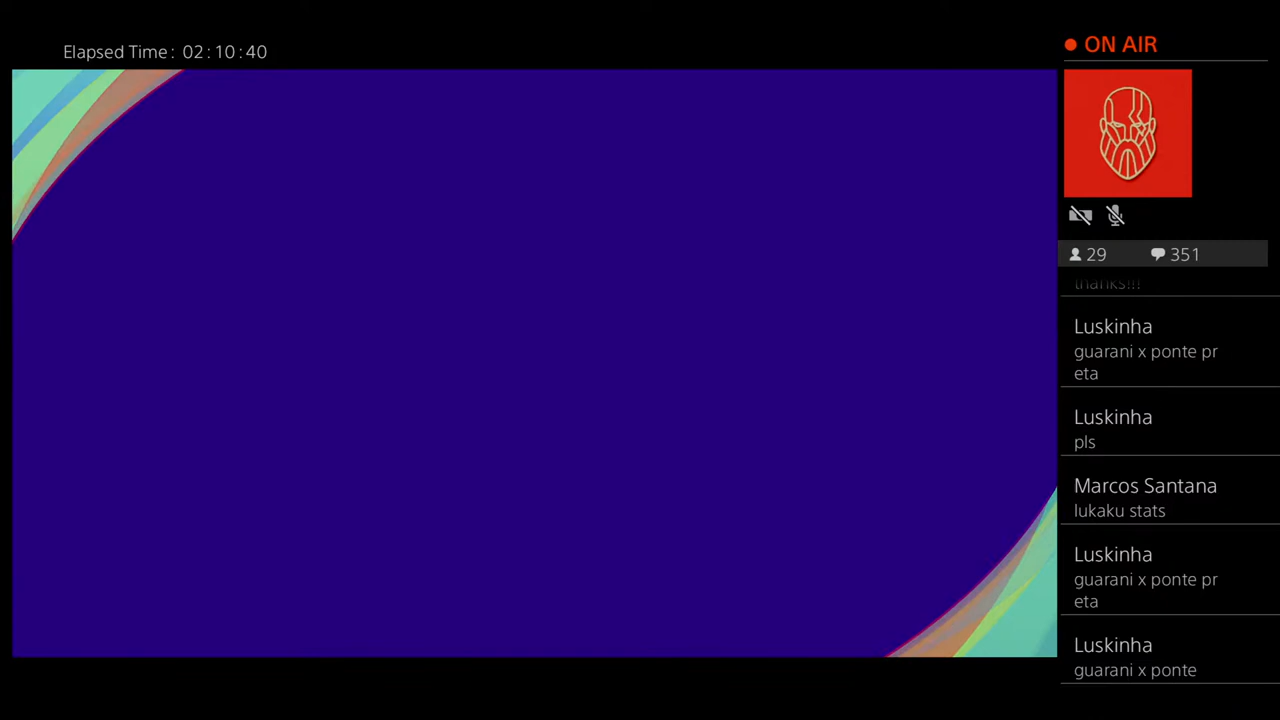 Elapsed Time: 02:10:40
ON AIR
29 351
thanks!!!
Luskinha
guarani x ponte pr
eta
Luskinha
pls
Marcos Santana
lukaku stats
Luskinha
guarani x ponte pr
eta
Luskinha
guarani x ponte